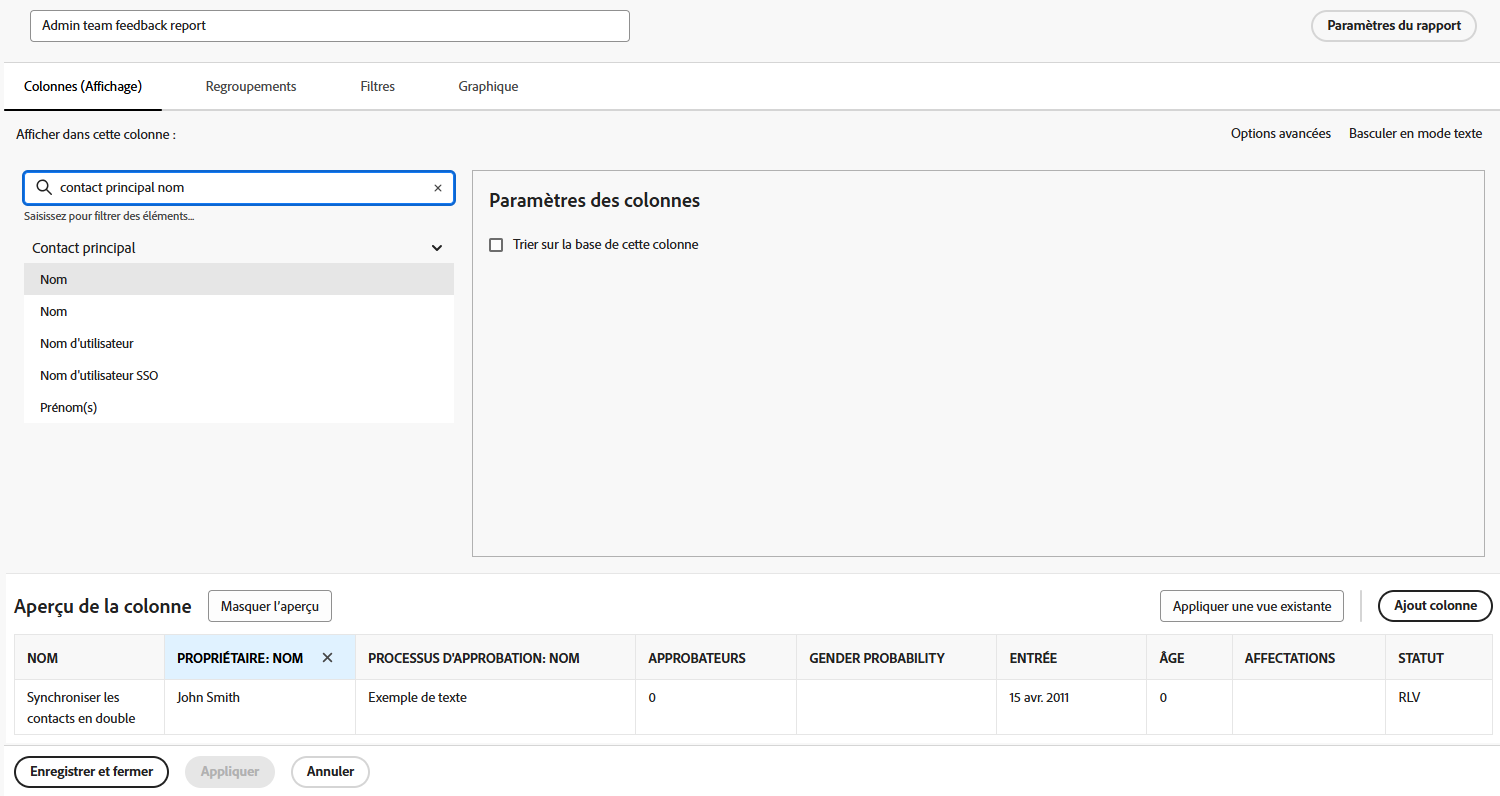 Admin team feedback report
Paramètres du rapport
Colonnes (Affichage)
Regroupements
Filtres
Graphique
Afficher dans cette colonne :
Options avancées
Basculer en mode texte
contact principal nom
Saisissez pour filtrer des éléments...
Contact principal
Nom
Nom
Nom d'utilisateur
Nom d'utilisateur SSO
Prénom(s)
Paramètres des colonnes
Trier sur la base de cette colonne
Aperçu de la colonne
Masquer l'aperçu
Appliquer une vue existante
Ajout colonne
NOM
PROPRIÉTAIRE: NOM
PROCESSUS D'APPROBATION: NOM
APPROBATEURS
GENDER PROBABILITY
ENTRÉE
ÂGE
AFFECTATIONS
STATUT
Synchroniser les
contacts en double
John Smith
Exemple de texte
0
15 avr. 2011
0
RLV
Enregistrer et fermer
Appliquer
Annuler